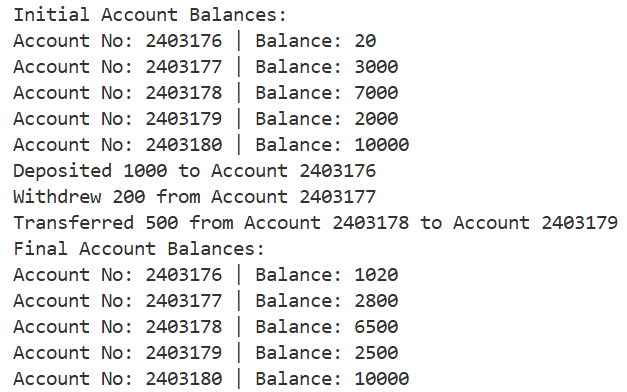 Initial Account Balances:
Account No: 2403176 | Balance: 20
Account No: 2403177 | Balance: 3000
Account No: 2403178 | Balance: 7000
Account No: 2403179 | Balance: 2000
Account No: 2403180 | Balance: 10000
Deposited 1000 to Account 2403176
Withdrew 200 from Account 2403177
Transferred 500 from Account 2403178 to Account 2403179
Final Account Balances:
Account No: 2403176 | Balance: 1020
Account No: 2403177 | Balance: 2800
Account No: 2403178 | Balance: 6500
Account No: 2403179 | Balance: 2500
Account No: 2403180 | Balance: 10000